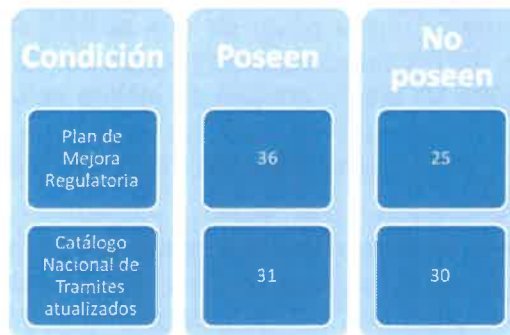 Condición
Poseen
No
poseen
Plan de
Mejora
Regulatoria
36
25
Catálogo
Nacional de
Tramites
atualizados
31
30